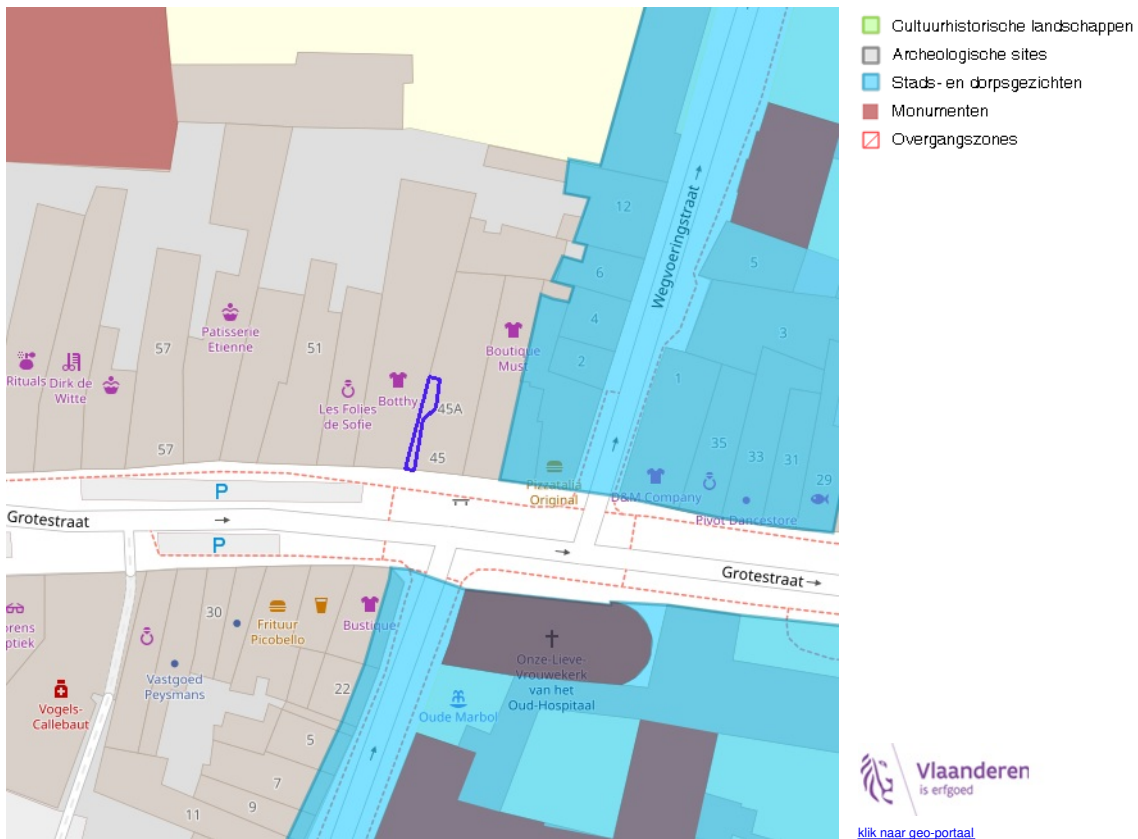 Cultuurhistorische landschappen
Archeologische sites
Stads- en dorpsgezichten
Monumenten
Overgangszones
12
Wegvoeringstraat →
5
6
3
4
2
1
Patisserie
Etienne
57
51
Boutique
Must
Rituals
Dirk de
Witte
Les Folies
de Sofie
Botthy
45A
45
57
35
33
31
29
Pizzatalia
Original
D&M Company
Pivot Dancestore
P
Grotestraat
P
Grotestraat →
30
Frituur
Picobello
Bustique
Vastgoed
Peysmans
22
Onze-Lieve-
Vrouwekerk
van het
Oud-Hospitaal
Vogels-
Callebaut
Oude Marbol
5
7
9
11
Vlaanderen
is erfgoed
klik naar geo-portaal